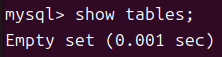 mysql> show tables;
Empty set (0.001 sec)